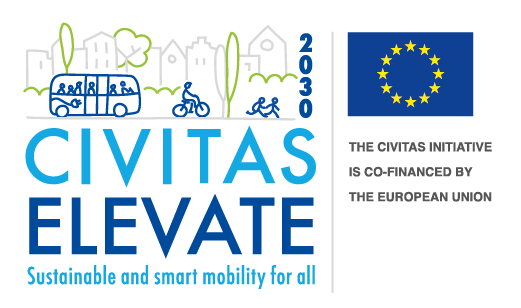 2030
CIVITAS
ELEVATE
Sustainable and smart mobility for all
THE CIVITAS INITIATIVE
IS CO-FINANCED BY
THE EUROPEAN UNION